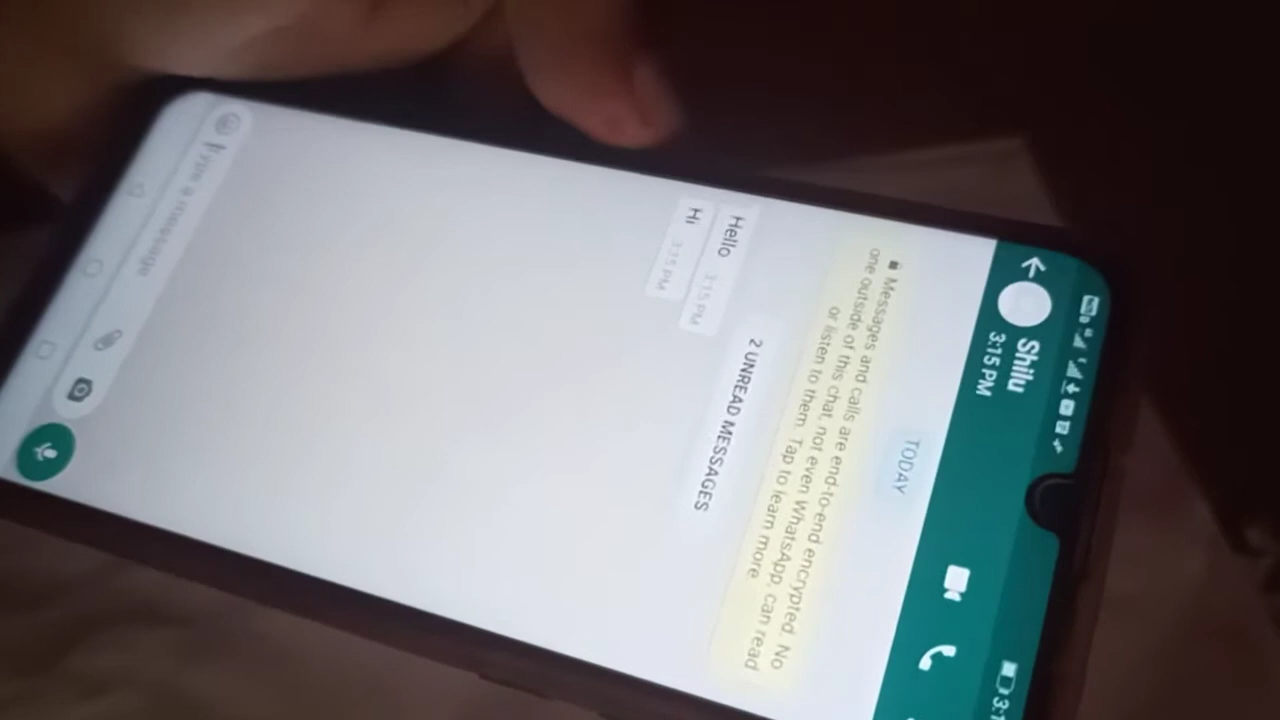 Shilu
3:15 PM
TODAY
Messages and calls are end-to-end encrypted. No
one outside of this chat, not even WhatsApp, can read
or listen to them. Tap to learn more.
2 UNREAD MESSAGES
Hello 3:15 PM
Hi 3:15 PM
Type a message